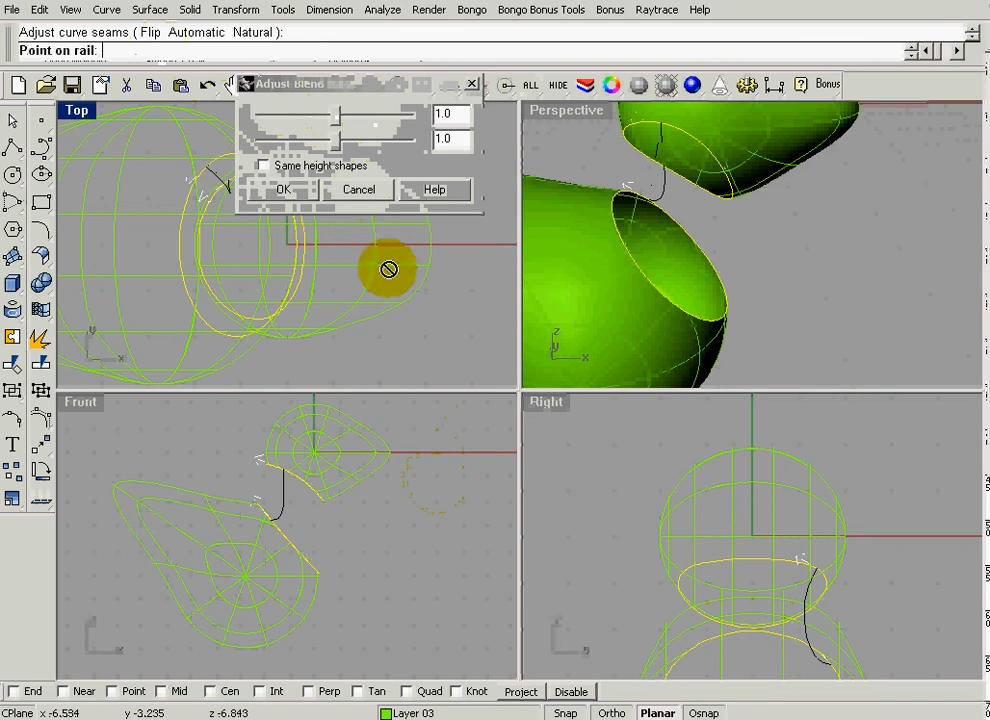 File Edit View Curve Surface Solid Transform Tools Dimension Analyze Render Bongo Bongo Bonus Tools Bonus Raytrace Help
Adjust curve seams ( Flip Automatic Natural ):
Point on rail:
ALL HIDE Bonus
Adjust Blend
1.0
1.0
Same height shapes
OK Cancel Help
Top
Perspective
y
x
z
y
x
Front
Right
T
x
End Near Point Mid Cen Int Perp Tan Quad Knot Project Disable
CPlane x -6.594 y -3.235 z -6.843 Layer 03 Snap Ortho Planar Osnap